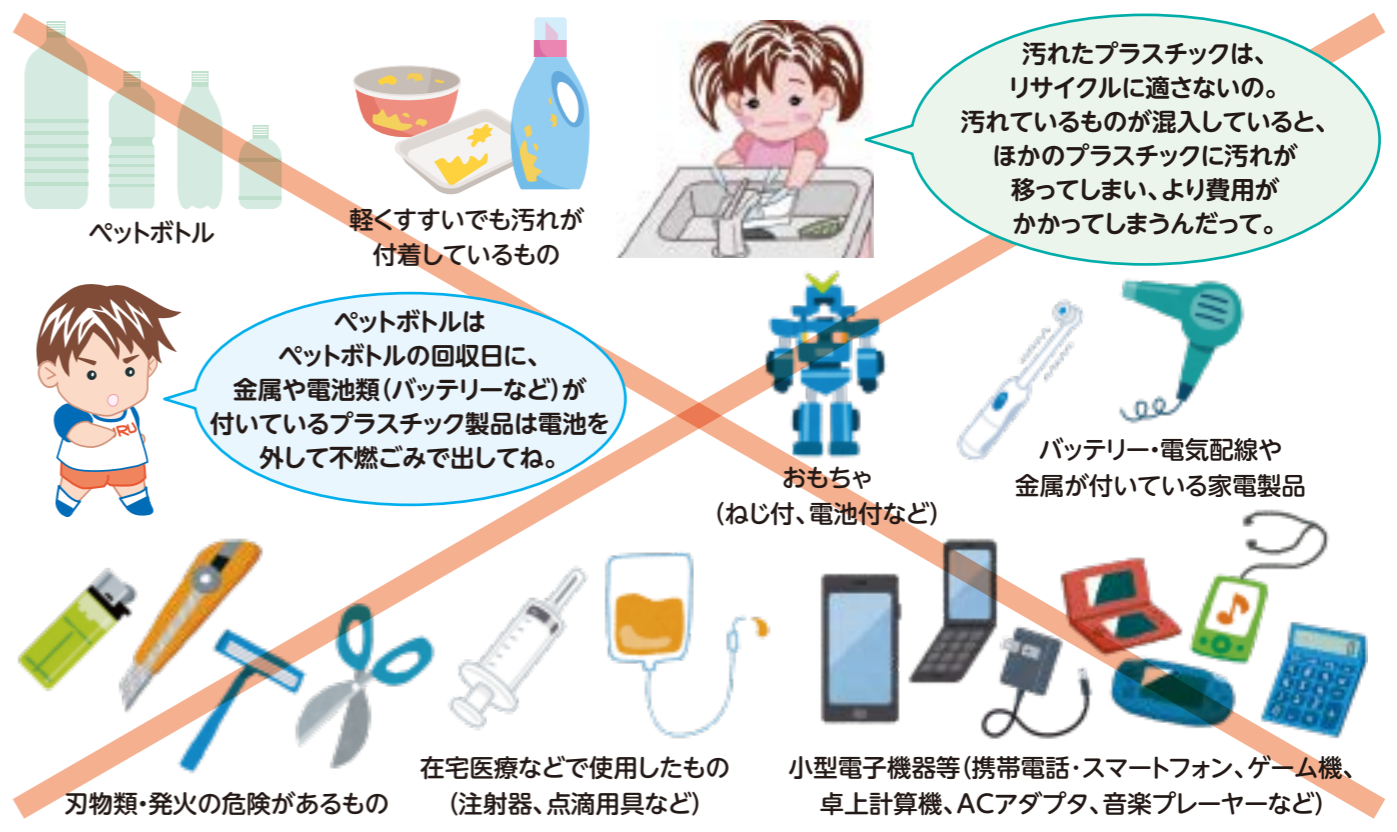 汚れたプラスチックは、
リサイクルに適さないの。
汚れているものが混入していると、
ほかのプラスチックに汚れが
移ってしまい、より費用が
かかってしまうんだって。
ペットボトル
軽くすすいでも汚れが
付着しているもの
ペットボトルは
ペットボトルの回収日に、
金属や電池類(バッテリーなど)が
付いているプラスチック製品は電池を
外して不燃ごみで出してね。
RU
おもちゃ
(ねじ付、電池付など)
バッテリー・電気配線や
金属が付いている家電製品
刃物類・発火の危険があるもの
在宅医療などで使用したもの
(注射器、点滴用具など)
小型電子機器等(携帯電話・スマートフォン、ゲーム機、
卓上計算機、ACアダプタ、音楽プレーヤーなど)